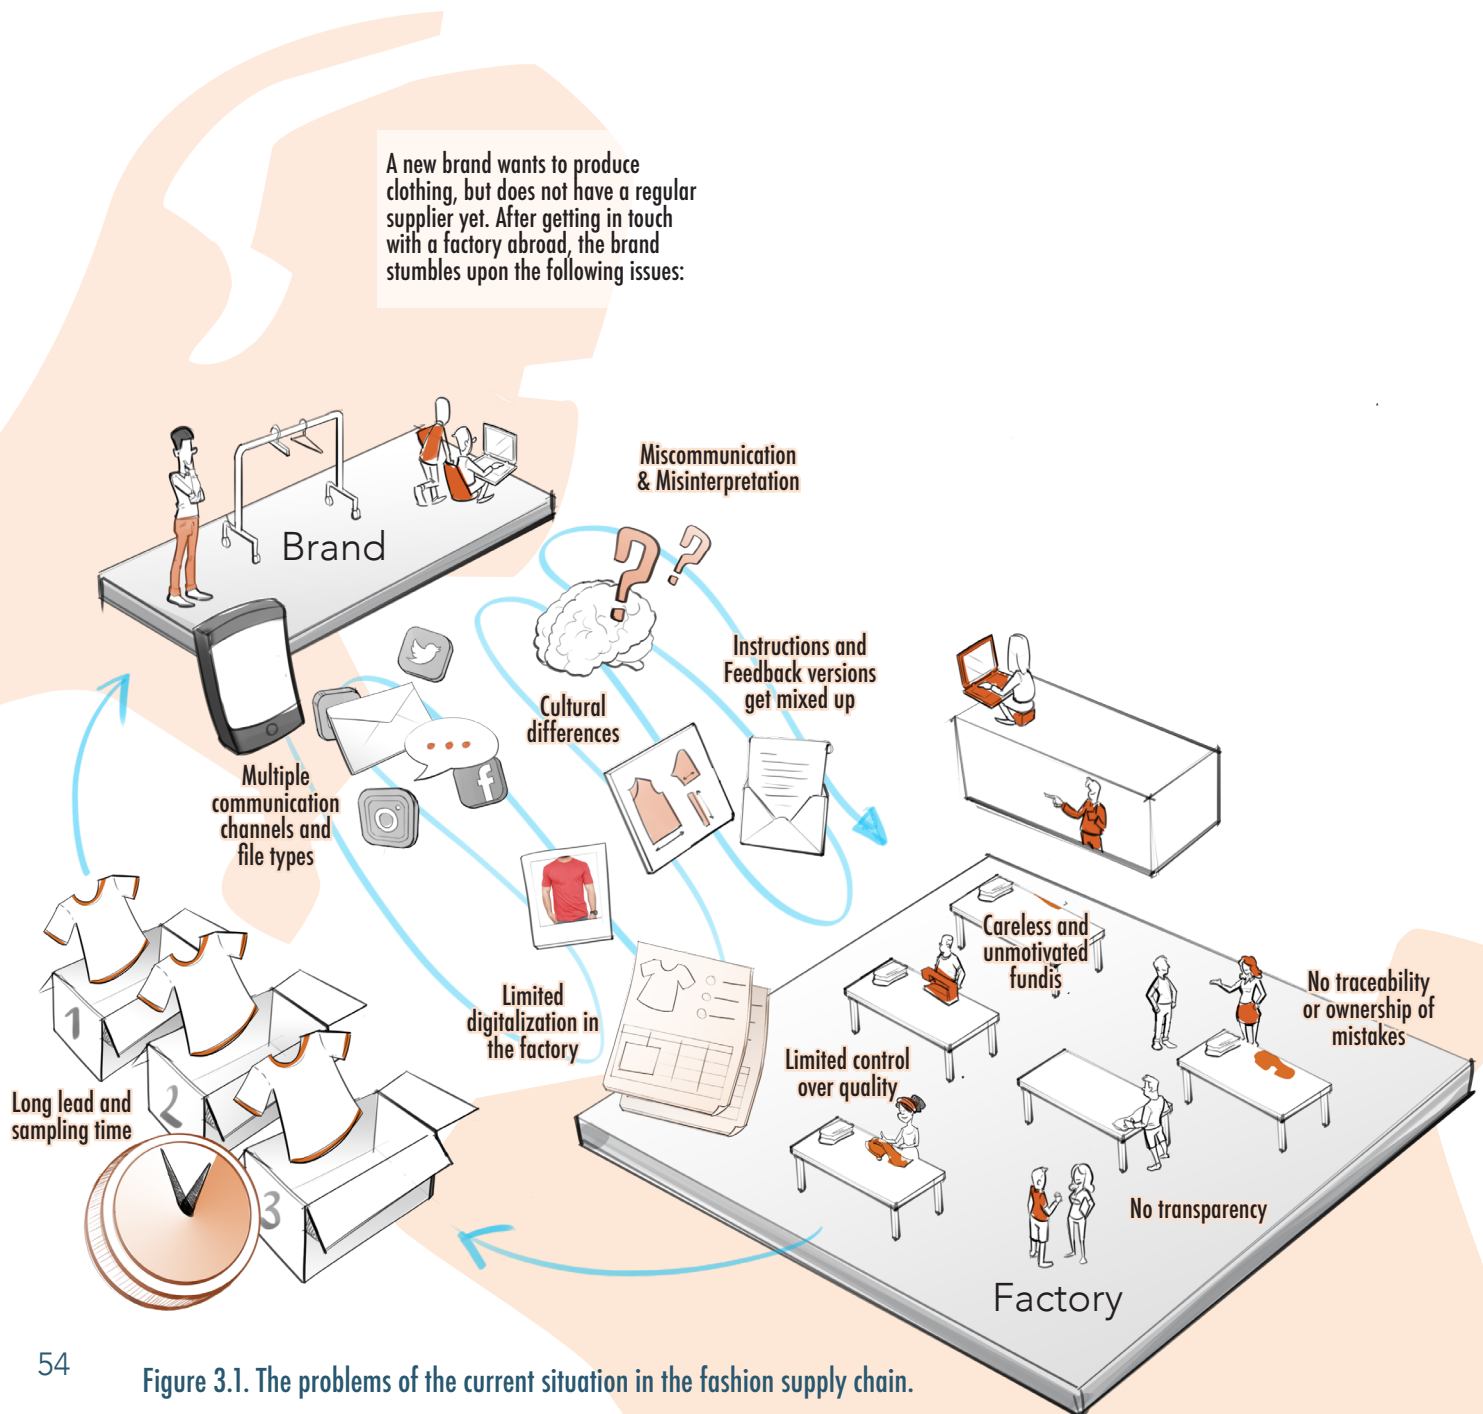 A new brand wants to produce
clothing, but does not have a regular
supplier yet. After getting in touch
with a factory abroad, the brand
stumbles upon the following issues:
Miscommunication
& Misinterpretation
Brand
Instructions and
Feedback versions
get mixed up
Cultural
differences
Multiple
communication
channels and
file types
Careless and
unmotivated
fundis
No traceability
or ownership of
mistakes
Limited
digitalization in
the factory
Limited control
over quality
Long lead and
sampling time
1
2
3
No transparency
Factory
54
Figure 3.1. The problems of the current situation in the fashion supply chain.